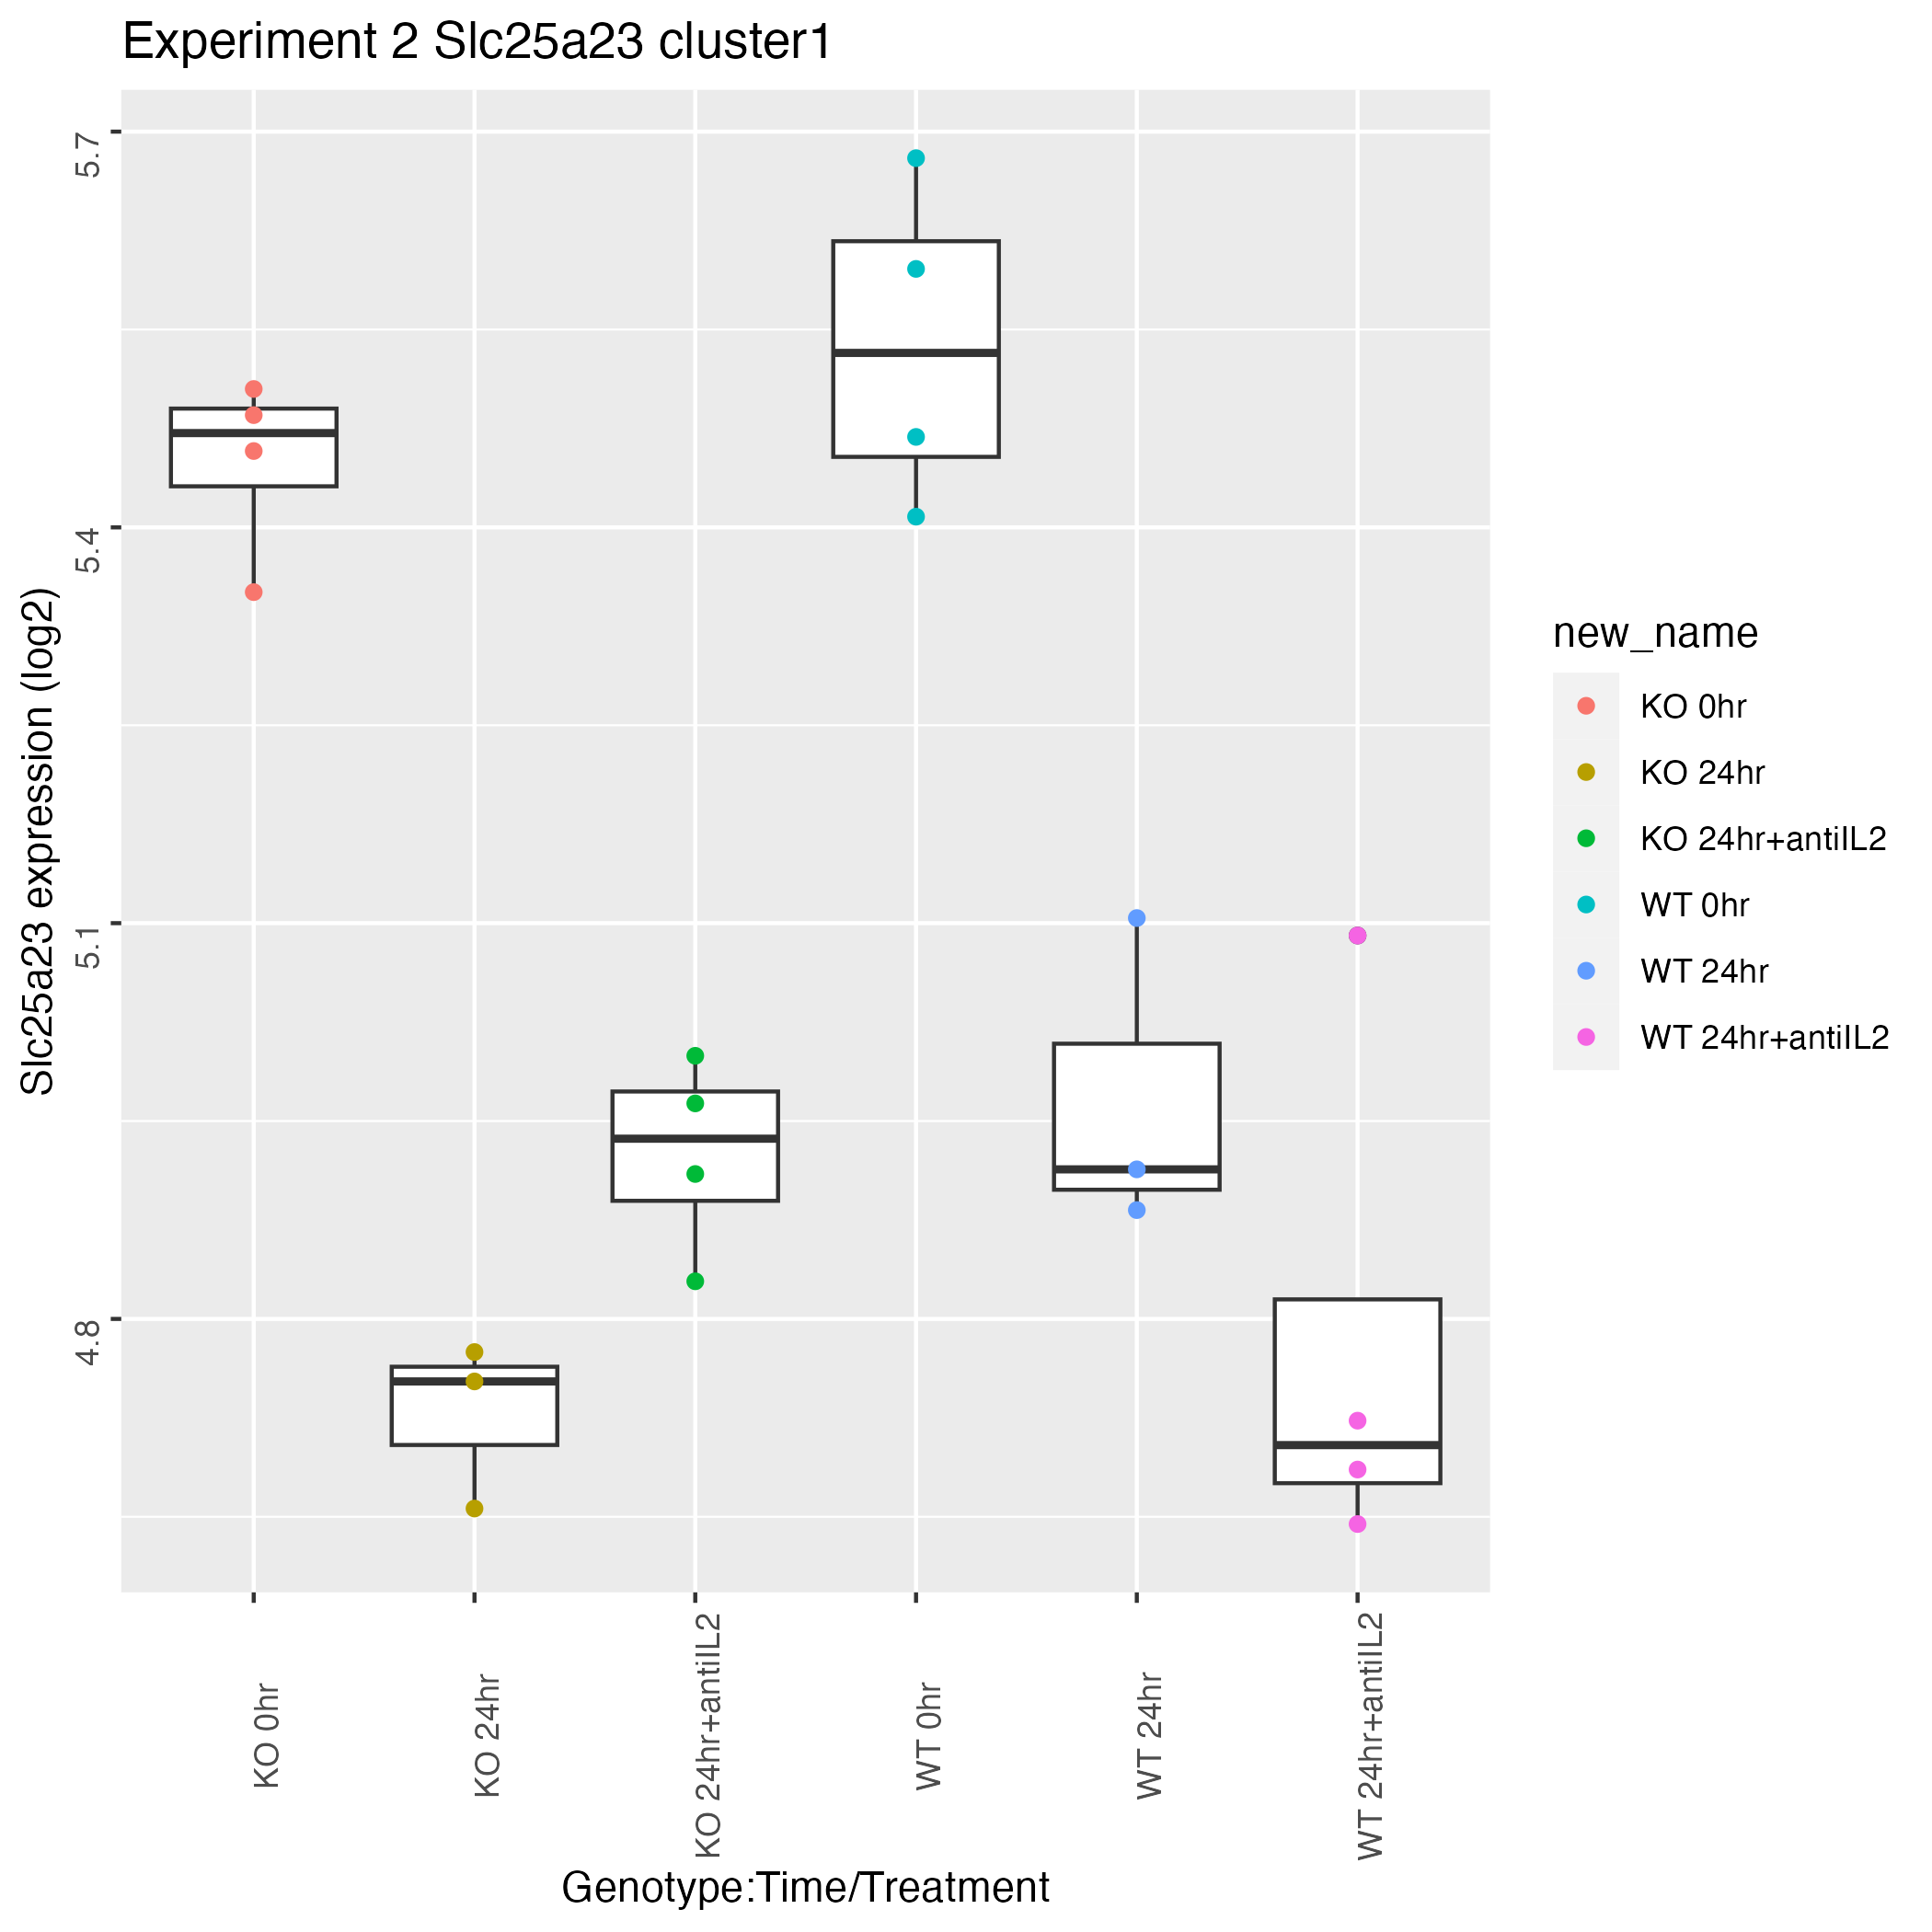 Experiment 2 Slc25a23 cluster1
Slc25a23 expression (log2)
5.7
5.4
5.1
4.8
KO 0hr
KO 24hr
KO 24hr+antiIL2
WT 0hr
WT 24hr
WT 24hr+antiIL2
Genotype:Time/Treatment
new_name
KO 0hr
KO 24hr
KO 24hr+antiIL2
WT 0hr
WT 24hr
WT 24hr+antiIL2